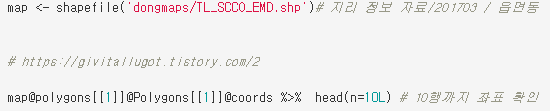 map <- shapefile('dongmaps/TL_SCCO_EMD.shp')# 지리 정보 자료/201703 / 읍면동
# https://givitallugot.tistory.com/2
map@polygons[[1]]@Polygons[[1]]@coords %>%  head(n=10L) # 10행까지 좌표 확인